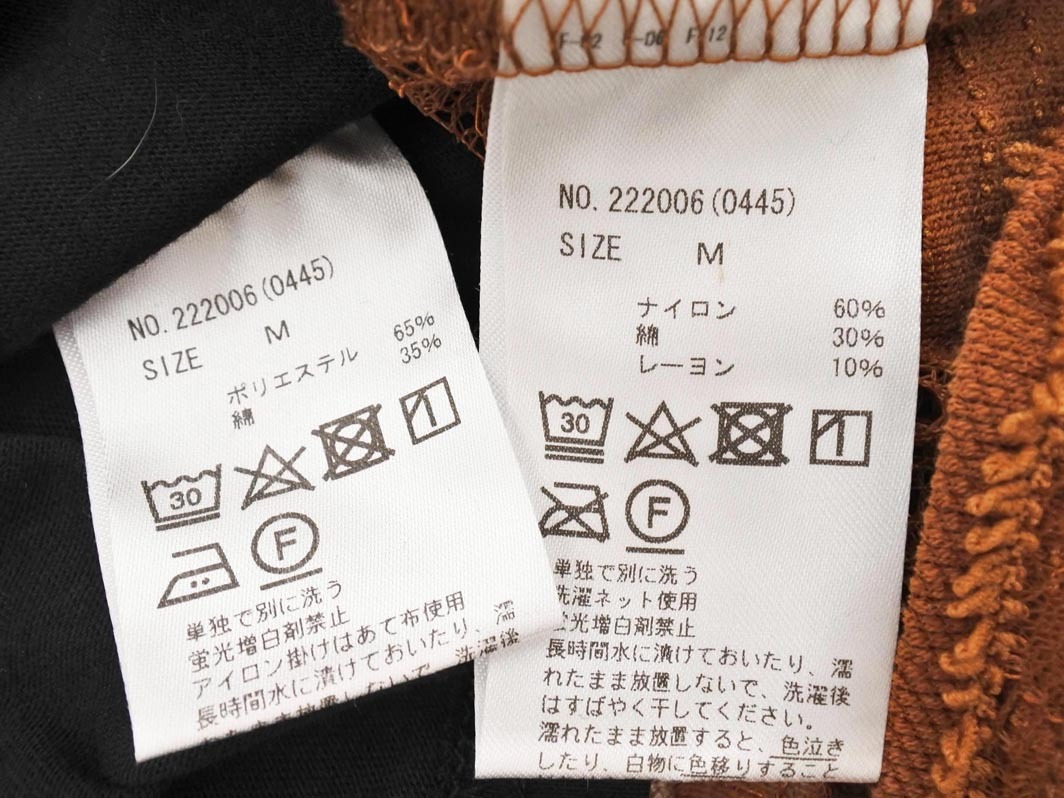 NO. 222006(0445)
SIZE M
ポリエステル 65%
綿 35%
30
F
単独で別に洗う
蛍光増白剤禁止
アイロン掛けはあて布使用
長時間水に漬けておいたり、濡
洗濯後
F-12
NO. 222006(0445)
SIZE M
ナイロン 60%
綿 30%
レーヨン 10%
30
F
単独で別に洗う
洗濯ネット使用
蛍光増白剤禁止
長時間水に漬けておいたり、濡
れたまま放置しないで、洗濯後
はすばやく干してください。
濡れたまま放置すると、色泣き
したり、白物に色移りすること